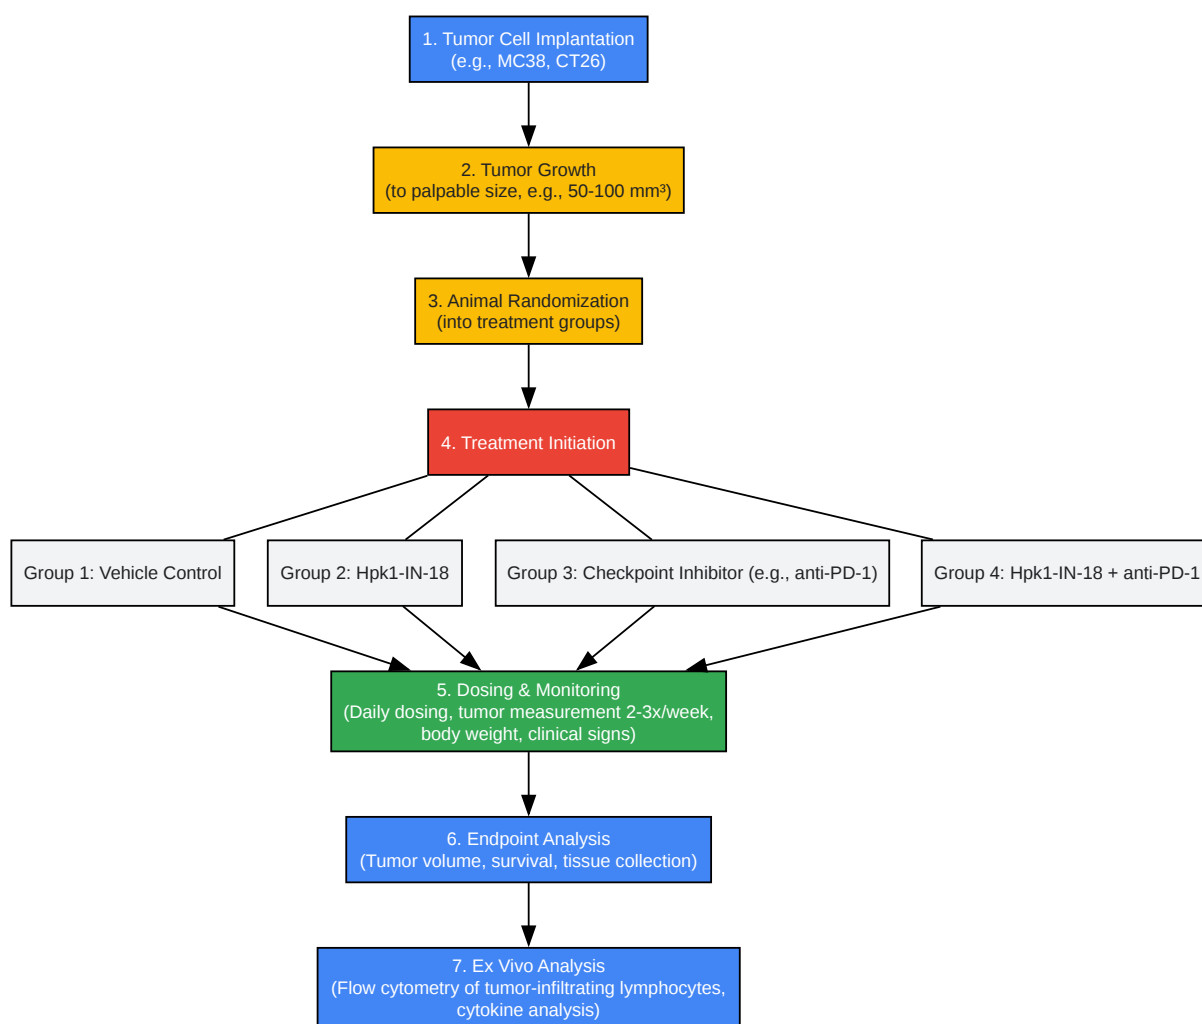 1. Tumor Cell Implantation
(e.g., MC38, CT26)
2. Tumor Growth
(to palpable size, e.g., 50-100 mm³)
3. Animal Randomization
(into treatment groups)
4. Treatment Initiation
Group 1: Vehicle Control
Group 2: Hpk1-IN-18
Group 3: Checkpoint Inhibitor (e.g., anti-PD-1)
Group 4: Hpk1-IN-18 + anti-PD-1
5. Dosing & Monitoring
(Daily dosing, tumor measurement 2-3x/week,
body weight, clinical signs)
6. Endpoint Analysis
(Tumor volume, survival, tissue collection)
7. Ex Vivo Analysis
(Flow cytometry of tumor-infiltrating lymphocytes,
cytokine analysis)